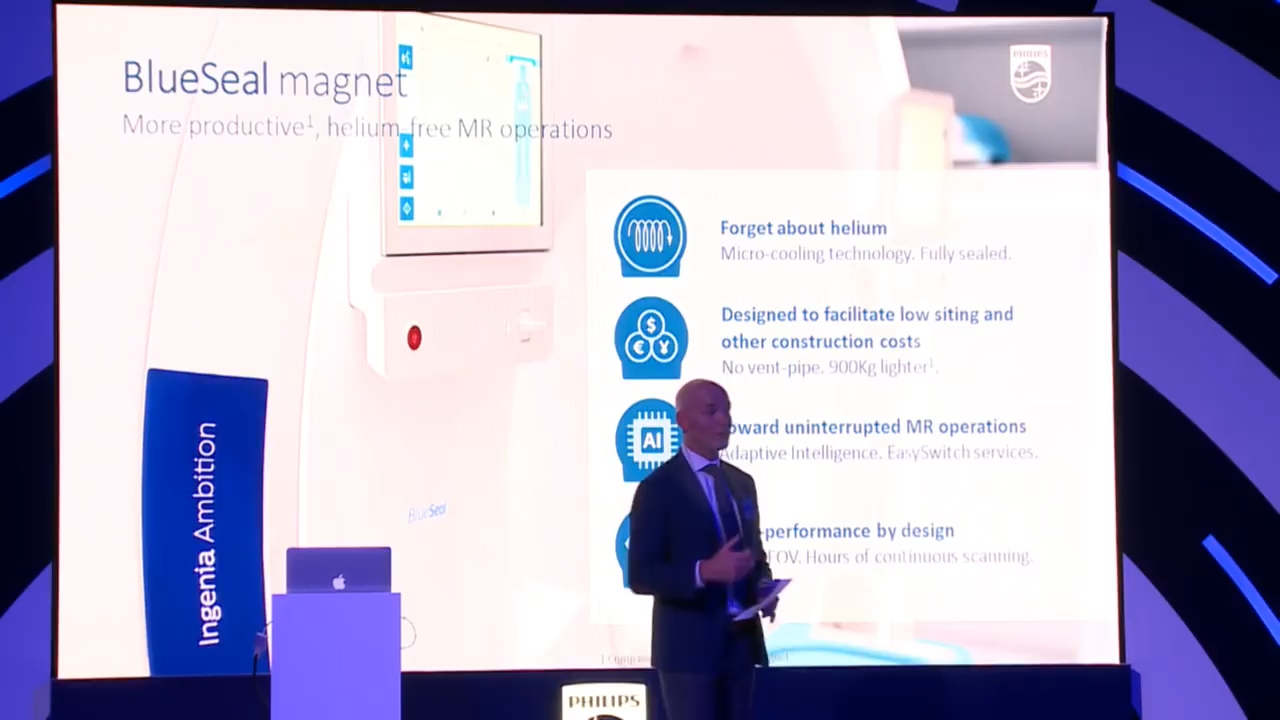 BlueSeal magnet
More productive¹, helium-free MR operations
PHILIPS
Forget about helium
Micro-cooling technology. Fully sealed.
$
€ ¥
Designed to facilitate low siting and
other construction costs
No vent-pipe. 900Kg lighter¹.
AI
oward uninterrupted MR operations
Adaptive Intelligence. EasySwitch services.
-performance by design
FOV. Hours of continuous scanning.
BlueSeal
Ingenia Ambition
PHILIPS